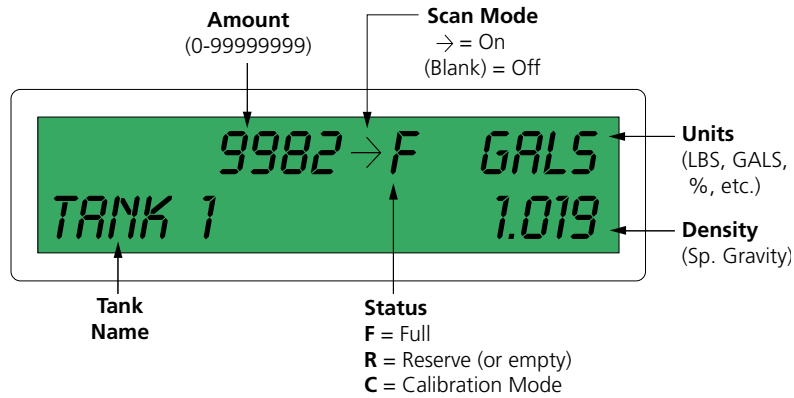 Amount
(0-99999999)
Scan Mode
→ = On
(Blank) = Off
9982 → F GALS
TANK 1 1.019
Units
(LBS, GALS,
%, etc.)
Density
(Sp. Gravity)
Tank
Name
Status
F = Full
R = Reserve (or empty)
C = Calibration Mode